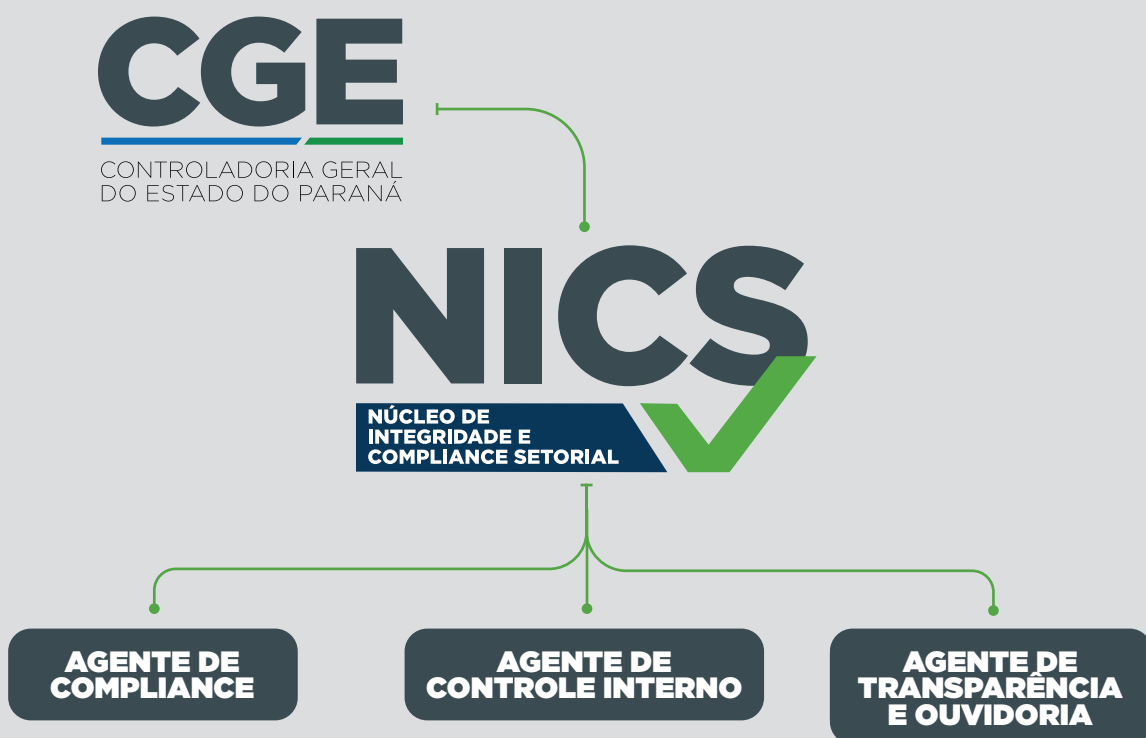 CGE
CONTROLADORIA GERAL
DO ESTADO DO PARANÁ
NICS
NÚCLEO DE
INTEGRIDADE E
COMPLIANCE SETORIAL
AGENTE DE
COMPLIANCE
AGENTE DE
CONTROLE INTERNO
AGENTE DE
TRANSPARÊNCIA
E OUVIDORIA